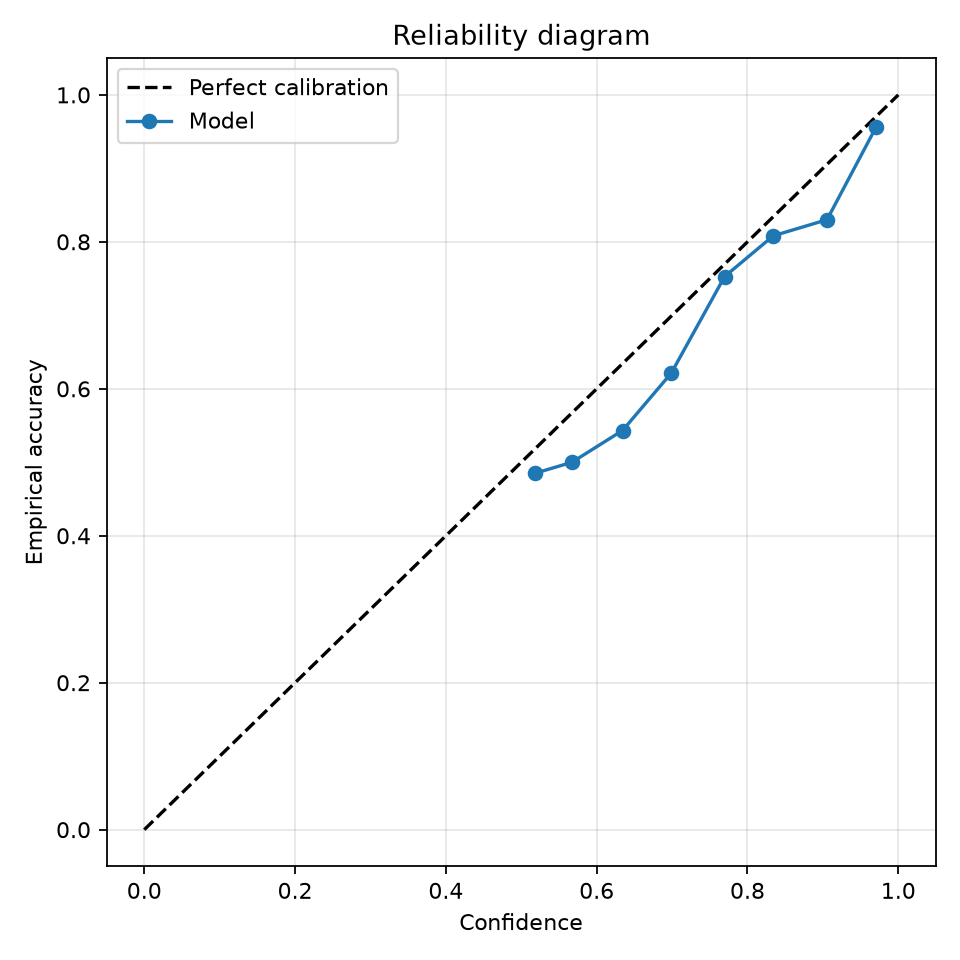 Reliability diagram
Perfect calibration
Model
1.0
0.8
0.6
0.4
0.2
0.0
Empirical accuracy
0.0 0.2 0.4 0.6 0.8 1.0
Confidence